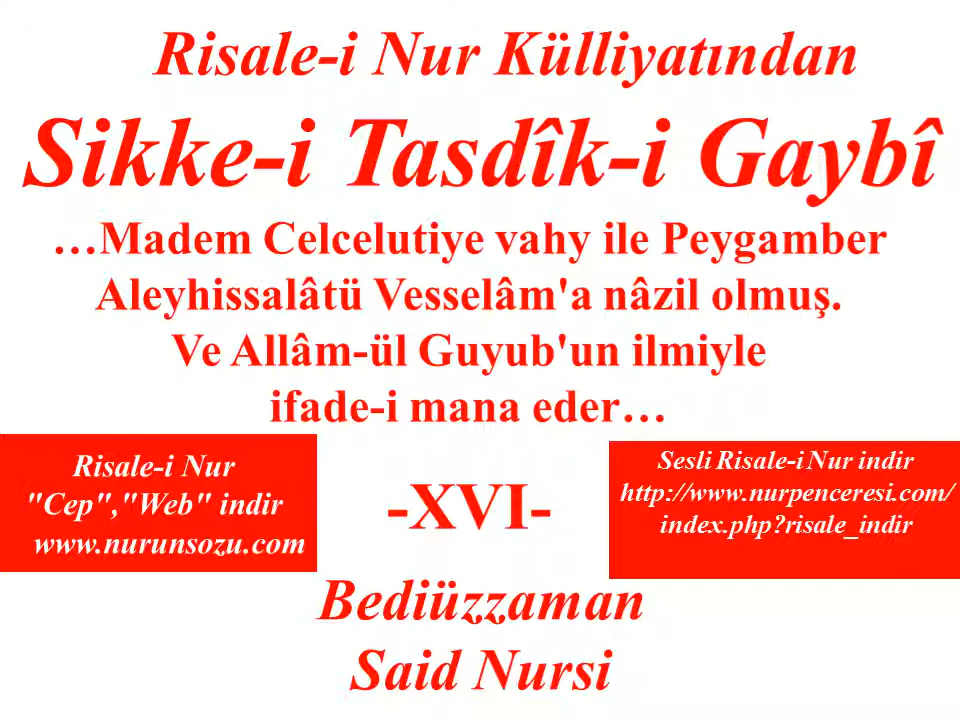 Risale-i Nur Külliyatından
Sikke-i Tasdîk-i Gaybî
…Madem Celcelutiye vahy ile Peygamber
Aleyhissalâtü Vesselâm'a nâzil olmuş.
Ve Allâm-ül Guyub'un ilmiyle
ifade-i mana eder…
Risale-i Nur
"Cep","Web" indir
www.nurunsozu.com
-XVI-
Sesli Risale-i Nur indir
http://www.nurpenceresi.com/
index.php?risale_indir
Bediüzzaman
Said Nursi